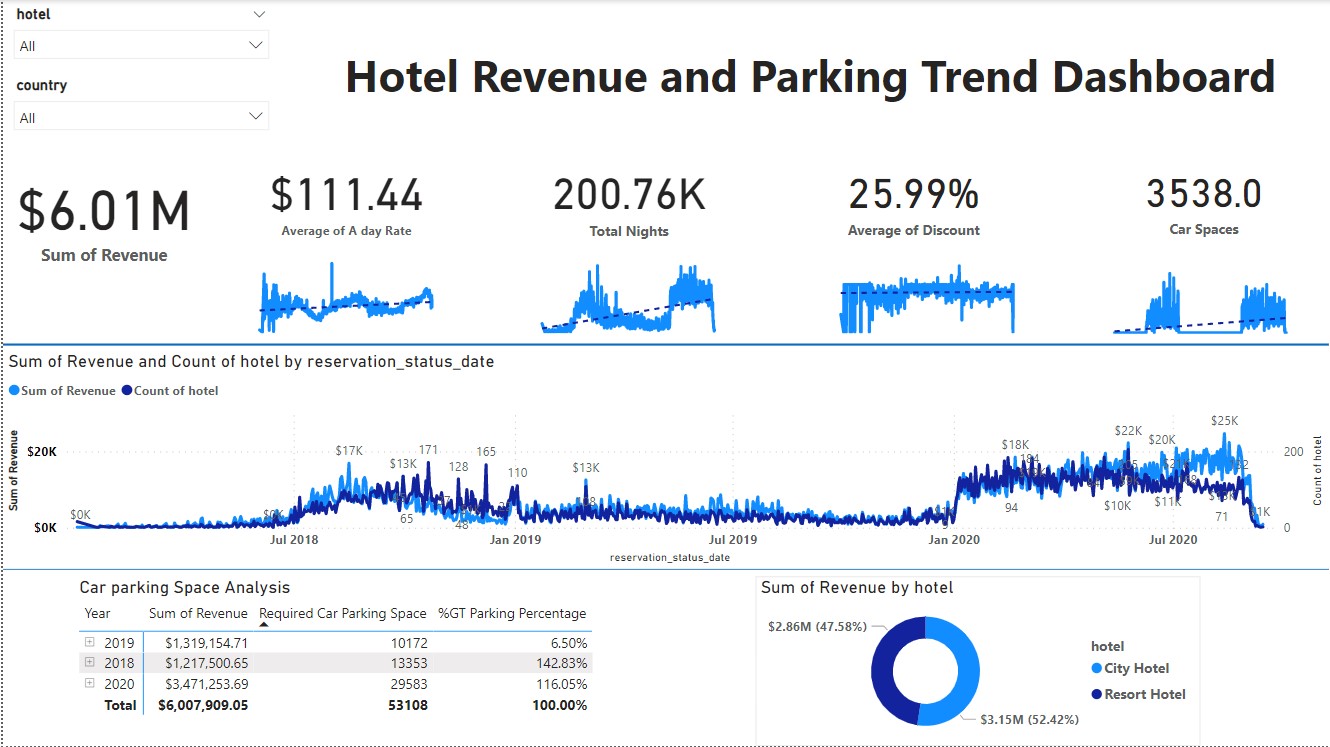 hotel
All
country
All
Hotel Revenue and Parking Trend Dashboard
$6.01M
Sum of Revenue
$111.44
Average of A day Rate
200.76K
Total Nights
25.99%
Average of Discount
3538.0
Car Spaces
Sum of Revenue and Count of hotel by reservation_status_date
Sum of Revenue Count of hotel
Sum of Revenue
$20K
$0K
$0K
$0K
$17K
$13K
171
128
165
110
65
48
$13K
$18K
184
94
$22K
$20K
$25K
$10K
$11K
71
200
0
Count of hotel
Jul 2018 Jan 2019 Jul 2019 Jan 2020 Jul 2020
reservation_status_date
Car parking Space Analysis
Year Sum of Revenue Required Car Parking Space %GT Parking Percentage
2019 $1,319,154.71 10172 6.50%
2018 $1,217,500.65 13353 142.83%
2020 $3,471,253.69 29583 116.05%
Total $6,007,909.05 53108 100.00%
Sum of Revenue by hotel
$2.86M (47.58%)
$3.15M (52.42%)
hotel
City Hotel
Resort Hotel